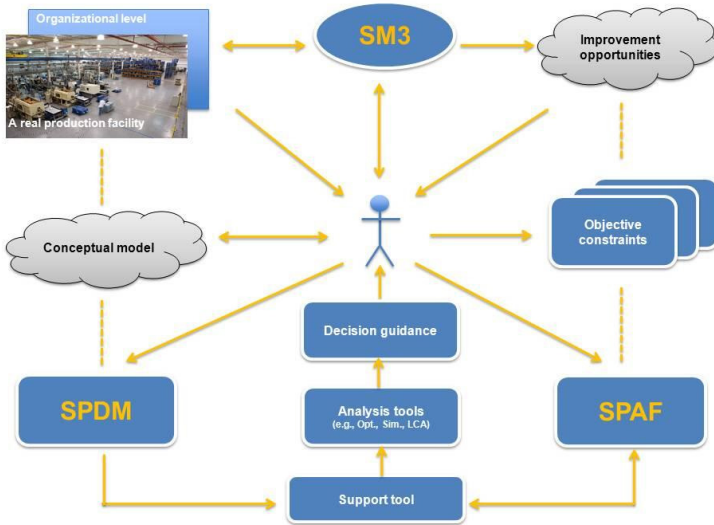 Organizational level
SM3
Improvement
opportunities
A real production facility
Conceptual model
Objective
constraints
Decision guidance
SPDM
Analysis tools
(e.g., Opt., Sim., LCA)
SPAF
Support tool